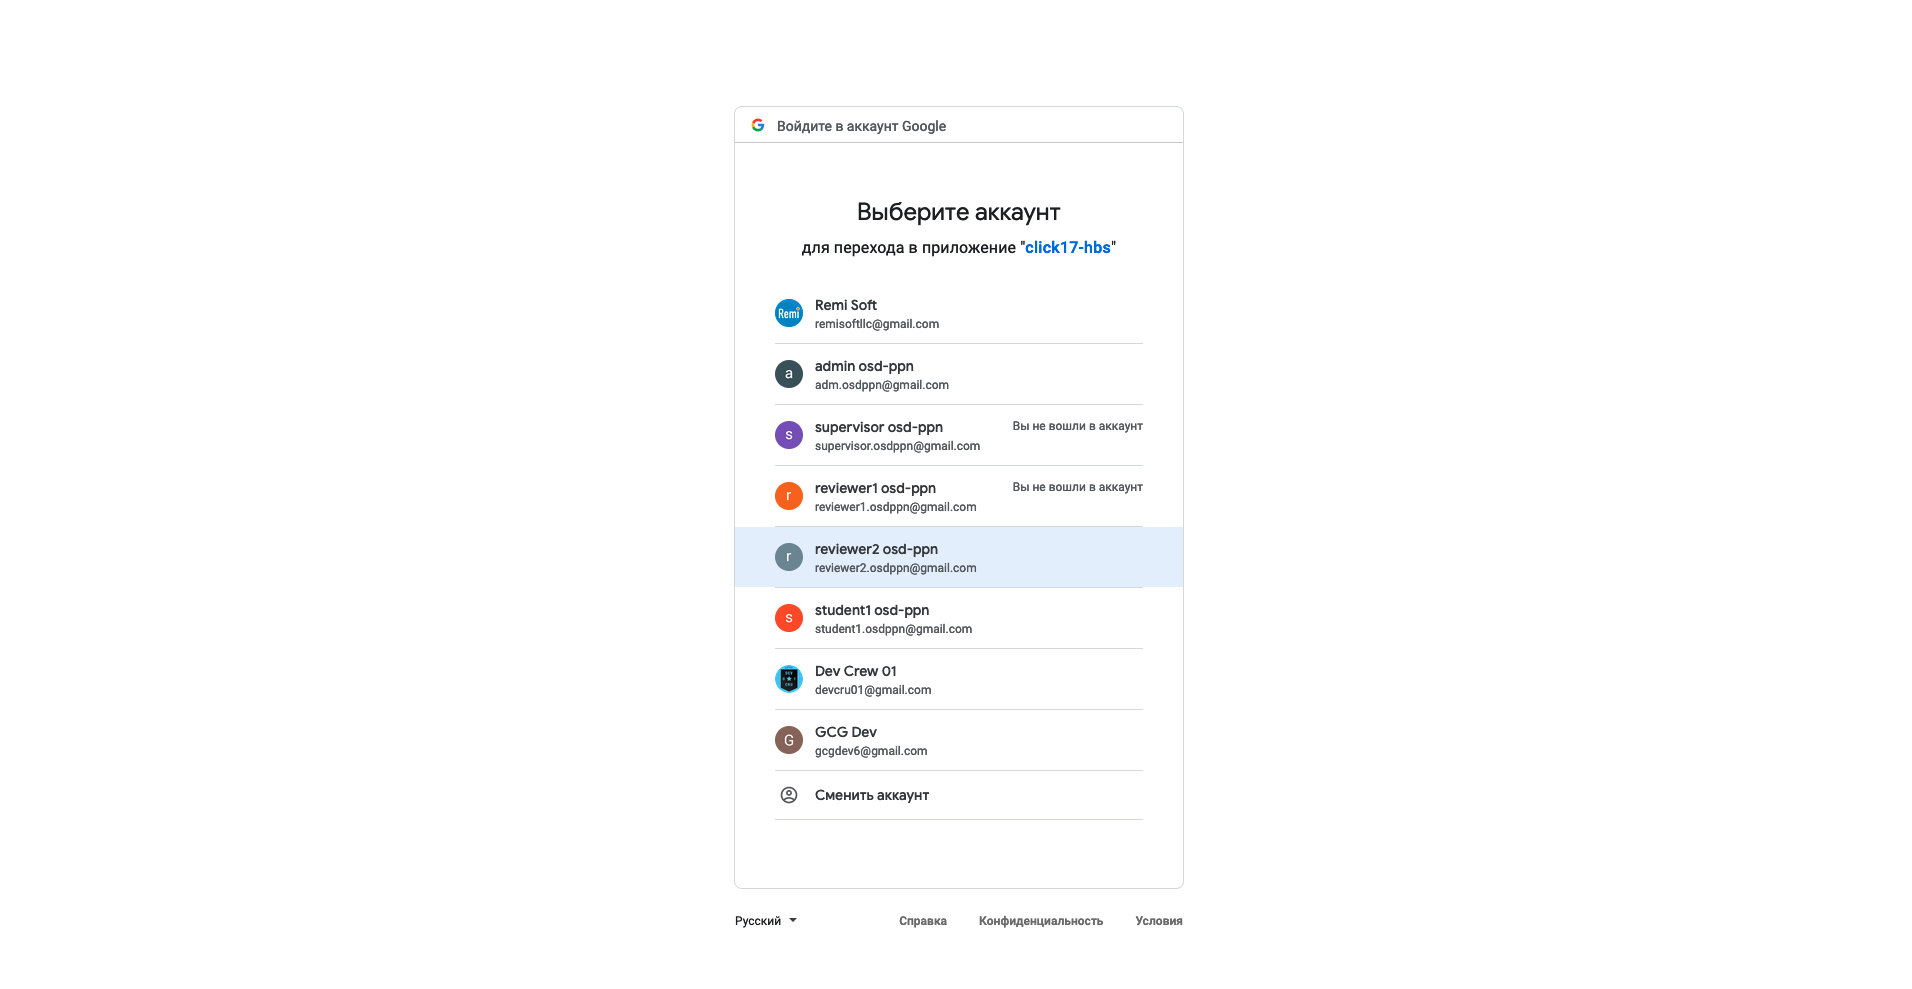 Войдите в аккаунт Google
Выберите аккаунт
для перехода в приложение "click17-hbs"
Remi
Remi Soft
remisoftllc@gmail.com
a
admin osd-ppn
adm.osdppn@gmail.com
s
supervisor osd-ppn
Вы не вошли в аккаунт
supervisor.osdppn@gmail.com
r
reviewer1 osd-ppn
Вы не вошли в аккаунт
reviewer1.osdppn@gmail.com
r
reviewer2 osd-ppn
reviewer2.osdppn@gmail.com
s
student1 osd-ppn
student1.osdppn@gmail.com
Dev Crew 01
devcru01@gmail.com
G
GCG Dev
gcgdev6@gmail.com
Сменить аккаунт
Русский
Справка
Конфиденциальность
Условия